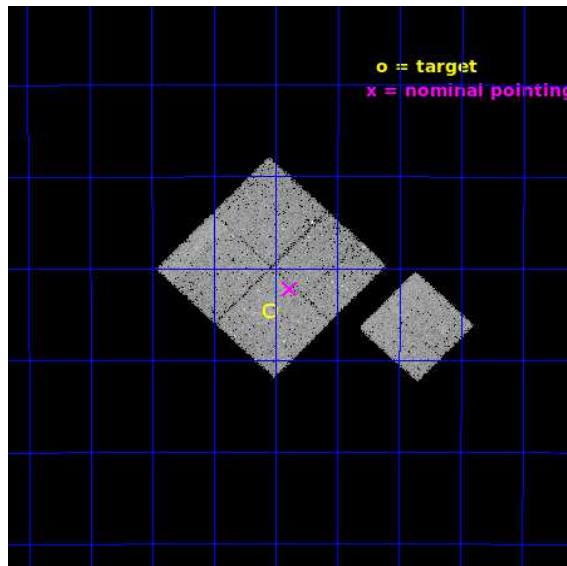 o = target
x = nominal pointing